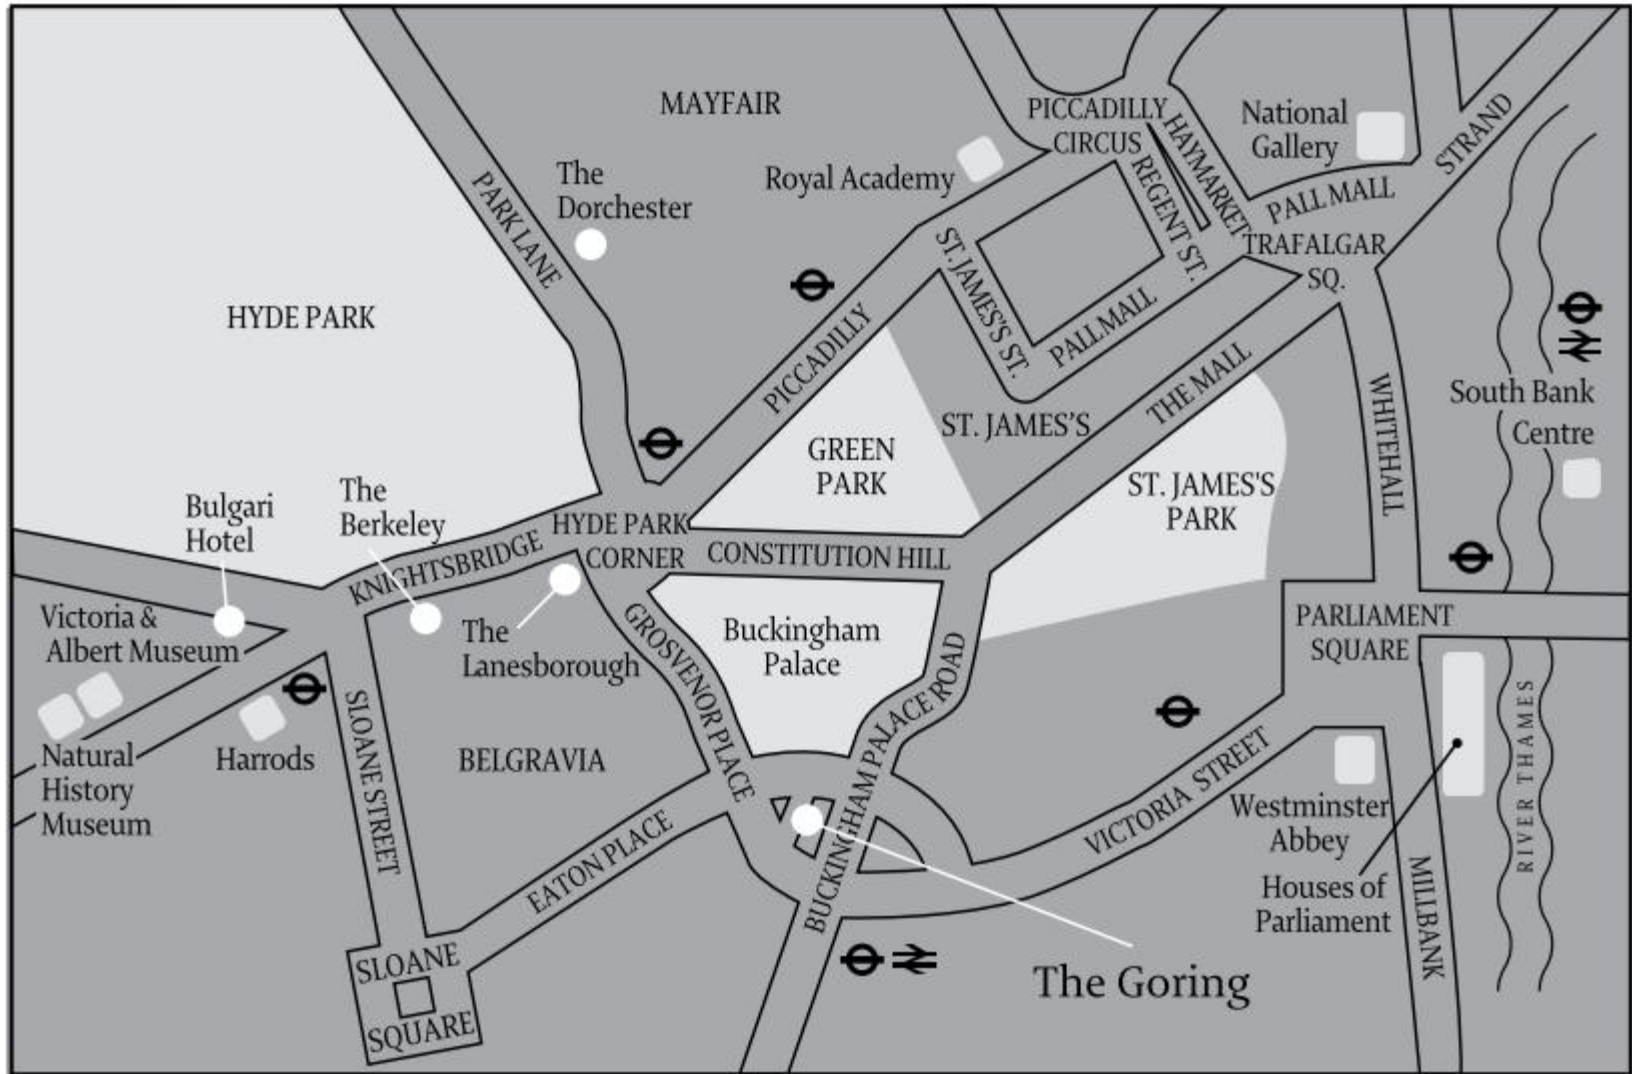 MAYFAIR
PICCADILLY
CIRCUS
HAYMARKET
National
Gallery
STRAND
The
Dorchester
Royal Academy
PARK LANE
REGENT ST.
PALL MALL
ST. JAMES'S ST.
TRAFALGAR
SQ.
HYDE PARK
PICCADILLY
PALL MALL
THE MALL
WHITEHALL
South Bank
Centre
ST. JAMES'S
GREEN
PARK
ST. JAMES'S
PARK
Bulgari
Hotel
The
Berkeley
KNIGHTSBRIDGE
HYDE PARK
CORNER
CONSTITUTION HILL
Victoria &
Albert Museum
The
Lanesborough
GROSVENOR PLACE
Buckingham
Palace
BUCKINGHAM PALACE ROAD
PARLIAMENT
SQUARE
Natural
History
Museum
Harrods
SLOANE STREET
BELGRAVIA
EATON PLACE
VICTORIA STREET
Westminster
Abbey
Houses of
Parliament
MILLBANK
RIVER THAMES
SLOANE
SQUARE
The Goring